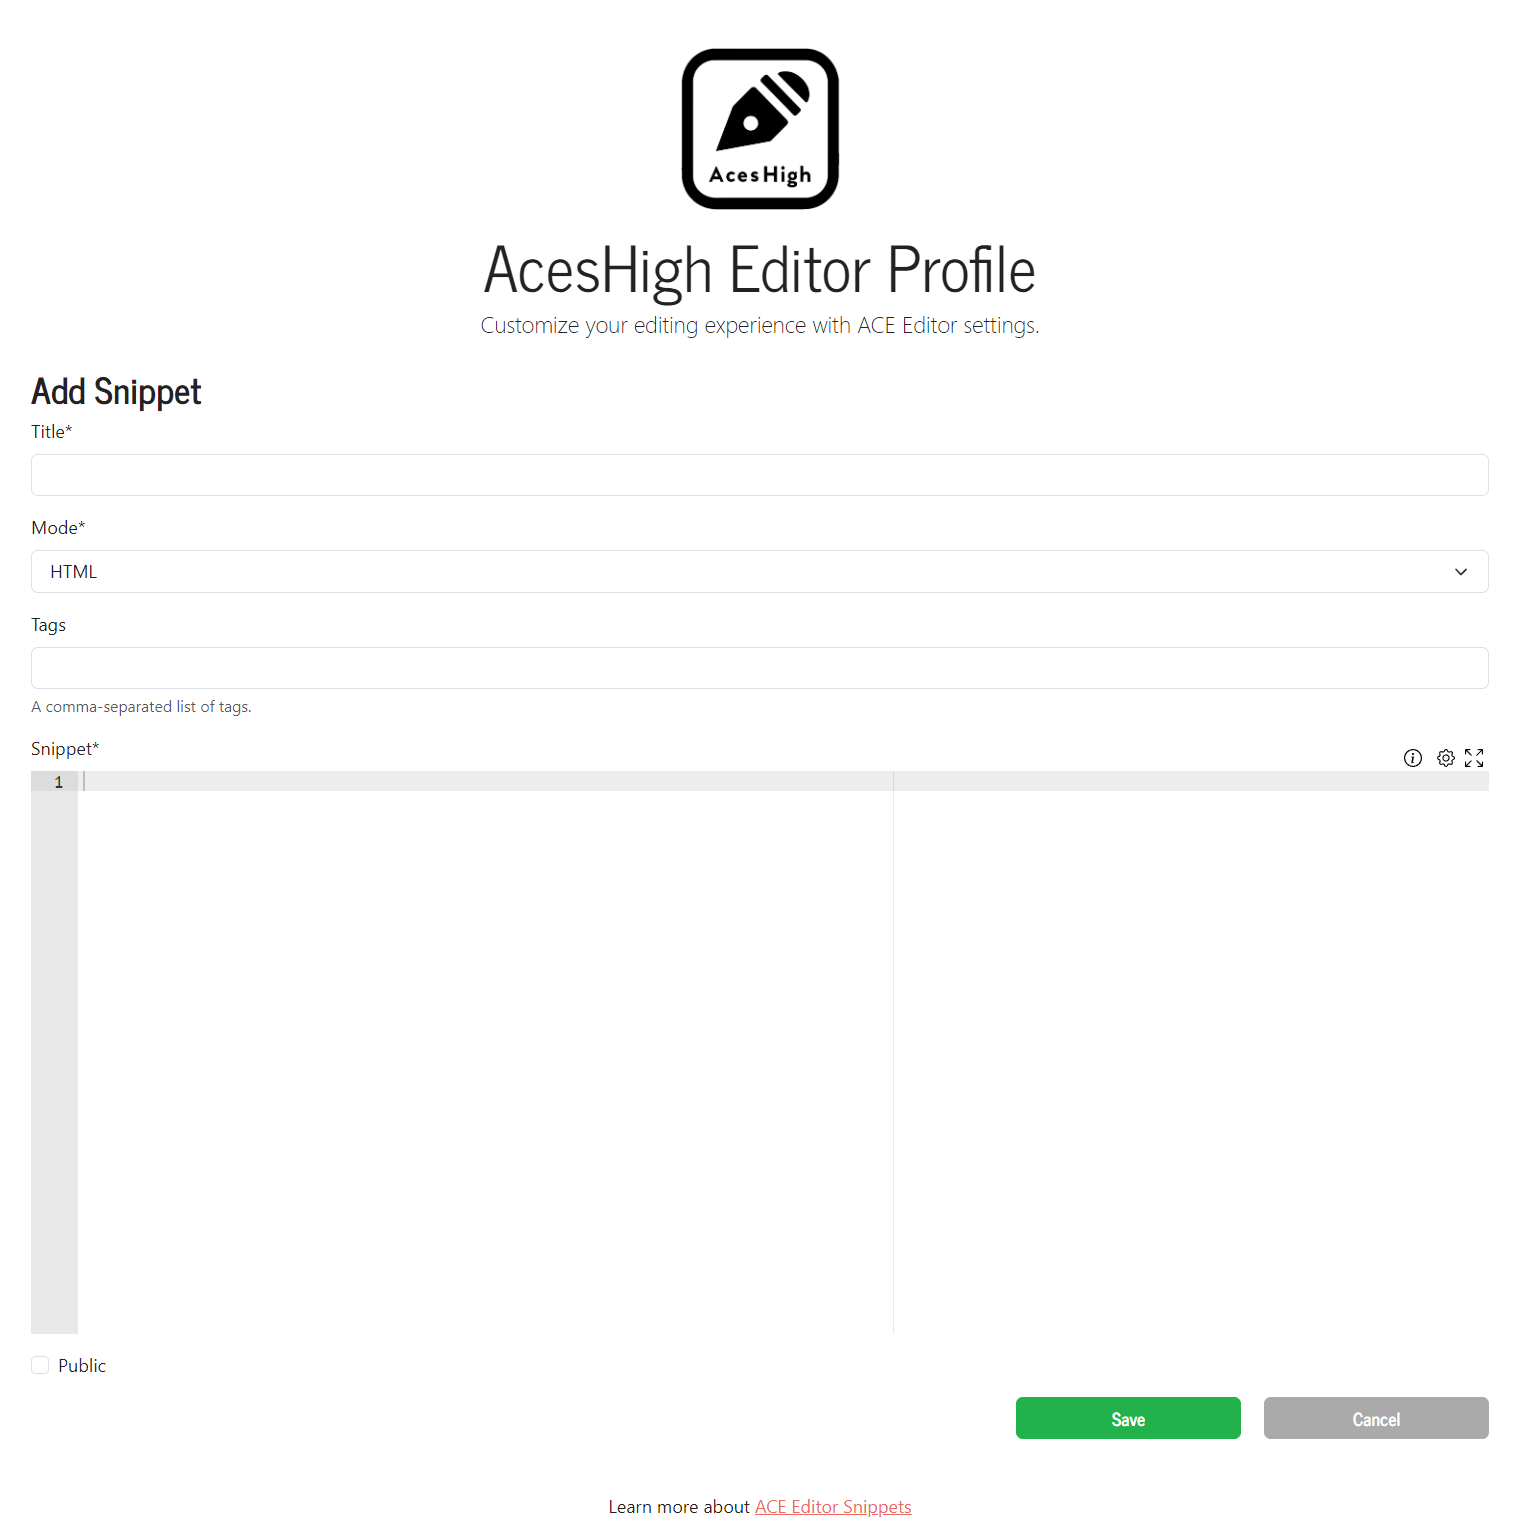 AcesHigh
AcesHigh Editor Profile
Customize your editing experience with ACE Editor settings.
Add Snippet
Title*
Mode*
HTML
Tags
A comma-separated list of tags.
Snippet*
1
Public
Save
Cancel
Learn more about ACE Editor Snippets